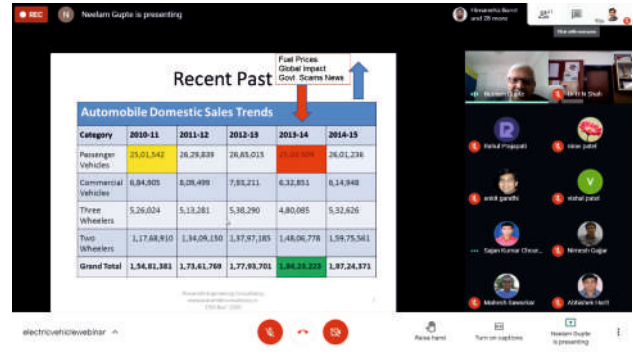 REC
Neelam Gupte is presenting
and 28 more
Recent Past
Fuel Prices
Global Impact
Govt. Scams News
Automobile Domestic Sales Trends
Category 2010-11 2011-12 2012-13 2013-14 2014-15
Passenger Vehicles 25,01,542 26,29,839 26,65,015 26,01,236
Commercial Vehicles 6,84,905 8,09,499 7,93,211 6,32,851 6,14,948
Three Wheelers 5,26,024 5,13,281 5,38,290 4,80,085 5,32,626
Two Wheelers 1,17,68,910 1,34,09,150 1,37,97,185 1,48,06,778 1,59,75,561
Grand Total 1,54,81,381 1,73,61,769 1,77,93,701 1,87,24,371
Shah
Rahul Prajapati
ankit gandhi
V
vishal patel
Sajan Kumar
Nimesh Gajjar
Mahesh Sawarkar
electricvehiclewebinar
Raise hand
Turn on captions
Neelam Gupte
is presenting